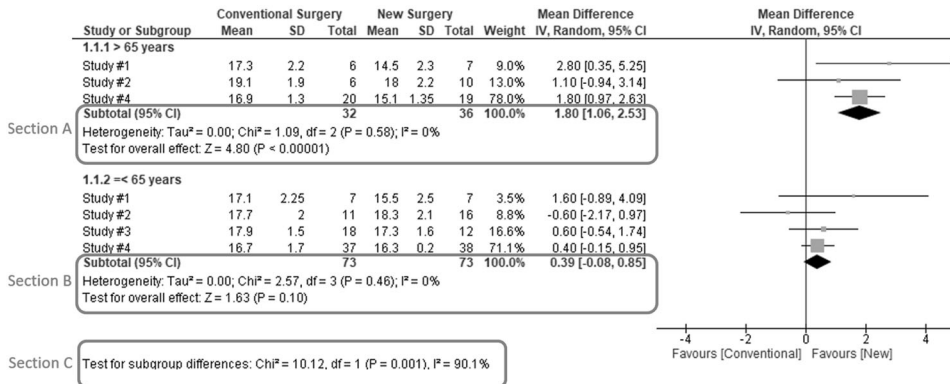 Conventional Surgery New Surgery Mean Difference Mean Difference
Study or Subgroup Mean SD Total Mean SD Total Weight IV, Random, 95% CI IV, Random, 95% CI
1.1.1 > 65 years
Study #1 17.3 2.2 6 14.5 2.3 7 9.0% 2.80 [0.35, 5.25]
Study #2 19.1 1.9 6 18 2.2 10 13.0% 1.10 [-0.94, 3.14]
Study #4 16.9 1.3 20 15.1 1.35 19 78.0% 1.80 [0.97, 2.63]
Section A Subtotal (95% CI) 32 36 100.0% 1.80 [1.06, 2.53]
Heterogeneity: Tau² = 0.00; Chi² = 1.09, df = 2 (P = 0.58); I² = 0%
Test for overall effect: Z = 4.80 (P < 0.00001)
1.1.2 =< 65 years
Study #1 17.1 2.25 7 15.5 2.5 7 3.5% 1.60 [-0.89, 4.09]
Study #2 17.7 2 11 18.3 2.1 16 8.8% -0.60 [-2.17, 0.97]
Study #3 17.9 1.5 18 17.3 1.6 12 16.6% 0.60 [-0.54, 1.74]
Study #4 16.7 1.7 37 16.3 0.2 38 71.1% 0.40 [-0.15, 0.95]
Subtotal (95% CI) 73 73 100.0% 0.39 [-0.08, 0.85]
Section B Heterogeneity: Tau² = 0.00; Chi² = 2.57, df = 3 (P = 0.46); I² = 0%
Test for overall effect: Z = 1.63 (P = 0.10)
-4 -2 0 2 4
Favours [Conventional] Favours [New]
Section C Test for subgroup differences: Chi² = 10.12, df = 1 (P = 0.001), I² = 90.1%